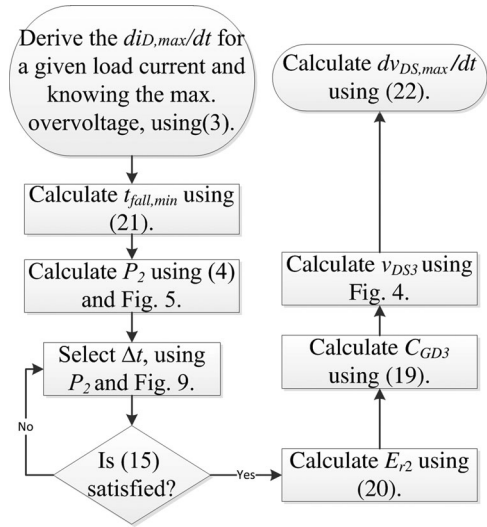 Derive the diD,max/dt for
a given load current and
knowing the max.
overvoltage, using(3).
Calculate tfall,min using
(21).
Calculate P2 using (4)
and Fig. 5.
Select Δt, using
P2 and Fig. 9.
No
Is (15)
satisfied?
Yes
Calculate Er2 using
(20).
Calculate CGD3
using (19).
Calculate vDS3 using
Fig. 4.
Calculate dvDS,max/dt
using (22).